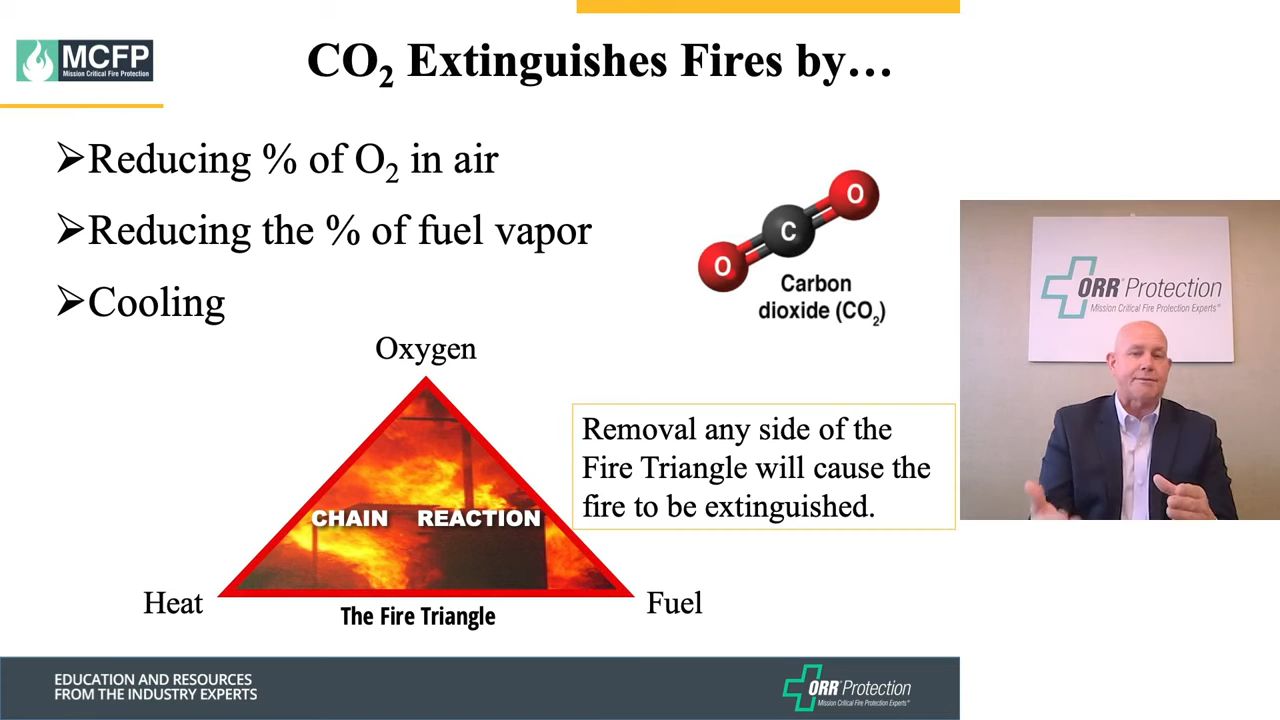 MCFP
Mission Critical Fire Protection
CO₂ Extinguishes Fires by…
➢Reducing % of O₂ in air
➢Reducing the % of fuel vapor
➢Cooling
O
C
O
Carbon
dioxide (CO₂)
Oxygen
CHAIN REACTION
Heat
Fuel
The Fire Triangle
Removal any side of the
Fire Triangle will cause the
fire to be extinguished.
ORR® Protection
Mission Critical Fire Protection Experts®
EDUCATION AND RESOURCES
FROM THE INDUSTRY EXPERTS
ORR® Protection
Mission Critical Fire Protection Experts®